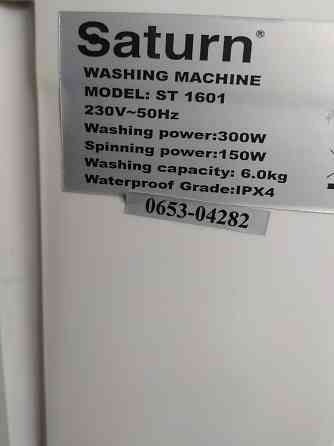 Saturn®
WASHING MACHINE
MODEL: ST 1601
230V~50Hz
Washing power:300W
Spinning power:150W
Washing capacity: 6.0kg
Waterproof Grade:IPX4
0653-04282